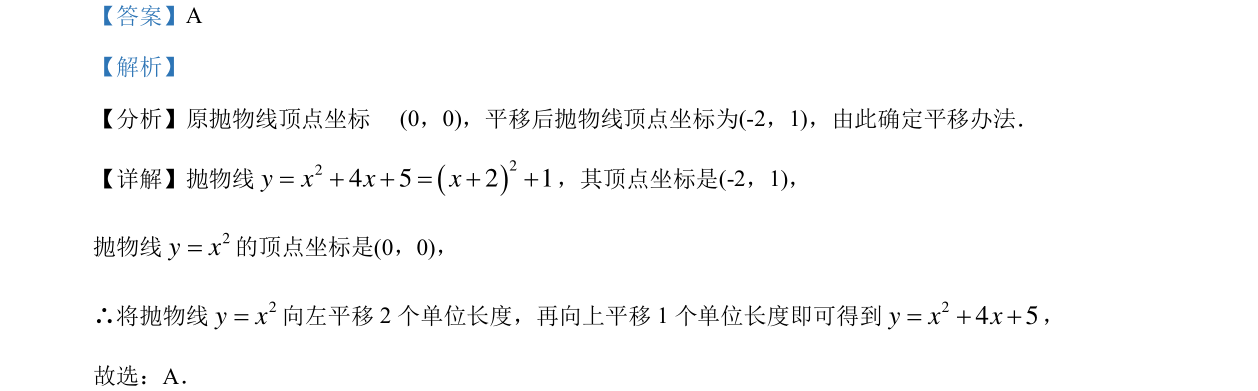 【答案】A
【解析】
【分析】原抛物线顶点坐标 (0，0)，平移后抛物线顶点坐标为(-2，1)，由此确定平移办法．
【详解】抛物线 y = x² + 4x + 5 = (x + 2)² + 1，其顶点坐标是(-2，1)，
抛物线 y = x² 的顶点坐标是(0，0)，
∴将抛物线 y = x² 向左平移 2 个单位长度，再向上平移 1 个单位长度即可得到 y = x² + 4x + 5，
故选：A．